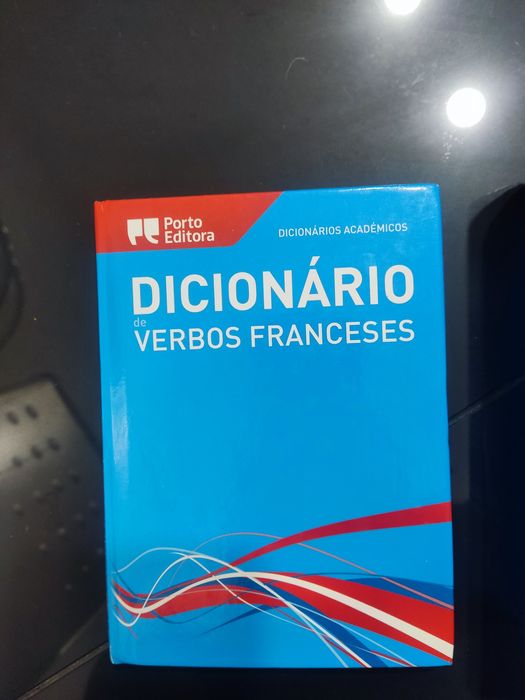 Porto
Editora
DICIONÁRIOS ACADÉMICOS
DICIONÁRIO
de
VERBOS FRANCESES